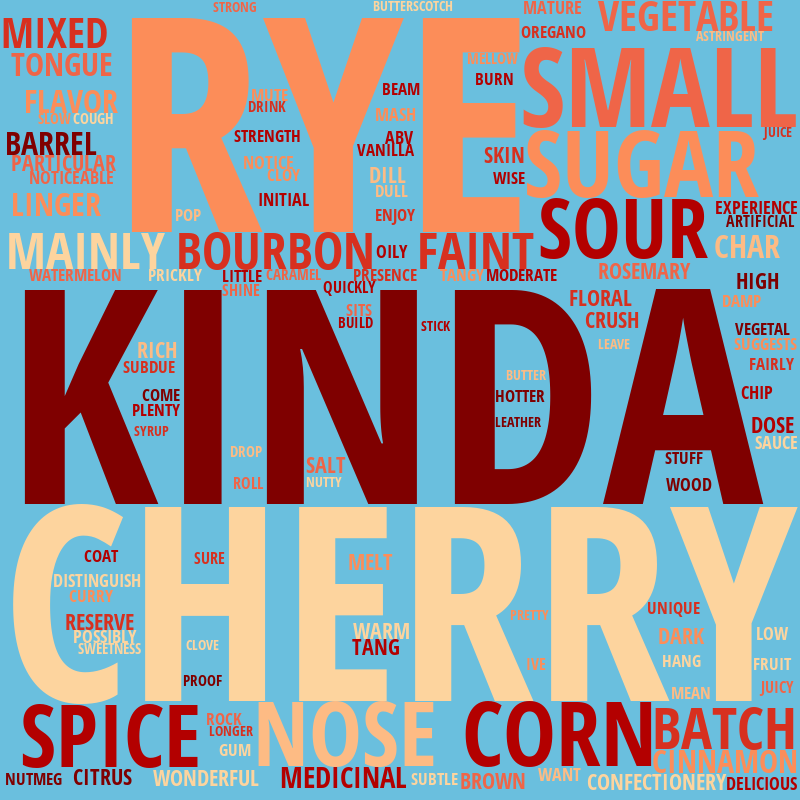 STRONG
BUTTERSCOTCH
MATURE
VEGETABLE
MIXED
RYE
OREGANO
ASTRINGENT
TONGUE
MELLOW
SMALL
BURN
FLAVOR
MUTE
BEAM
DRINK
MASH
COUGH
JUICE
BARREL
STRENGTH
ABV
VANILLA
SUGAR
PARTICULAR
NOTICE
SKIN
NOTICEABLE
CLOY
DILL
WISE
DULL
LINGER
INITIAL
POP
ENJOY
SOUR
EXPERIENCE
ARTIFICIAL
MAINLY
BOURBON
OILY
FAINT
CHAR
WATERMELON
PRICKLY
LITTLE
CARAMEL
PRESENCE
TANGY
MODERATE
ROSEMARY
HIGH
SHINE
QUICKLY
FLORAL
DAMP
SITS
CRUSH
BUILD
STICK
VEGETAL
RICH
LEAVE
SUGGESTS
SUBDUE
FAIRLY
KINDA
BUTTER
COME
HOTTER
CHIP
PLENTY
SYRUP
LEATHER
DOSE
DROP
SAUCE
SALT
STUFF
ROLL
NUTTY
WOOD
CHERRY
COAT
SURE
MELT
DISTINGUISH
CURRY
RESERVE
PRETTY
UNIQUE
POSSIBLY
WARM
DARK
LOW
SWEETNESS
CLOVE
TANG
IVE
HANG
FRUIT
PROOF
MEAN
JUICY
SPICE
ROCK
NOSE
CORN
BATCH
LONGER
GUM
CINNAMON
NUTMEG
CITRUS
WONDERFUL
MEDICINAL
SUBTLE
BROWN
WANT
CONFECTIONERY
DELICIOUS